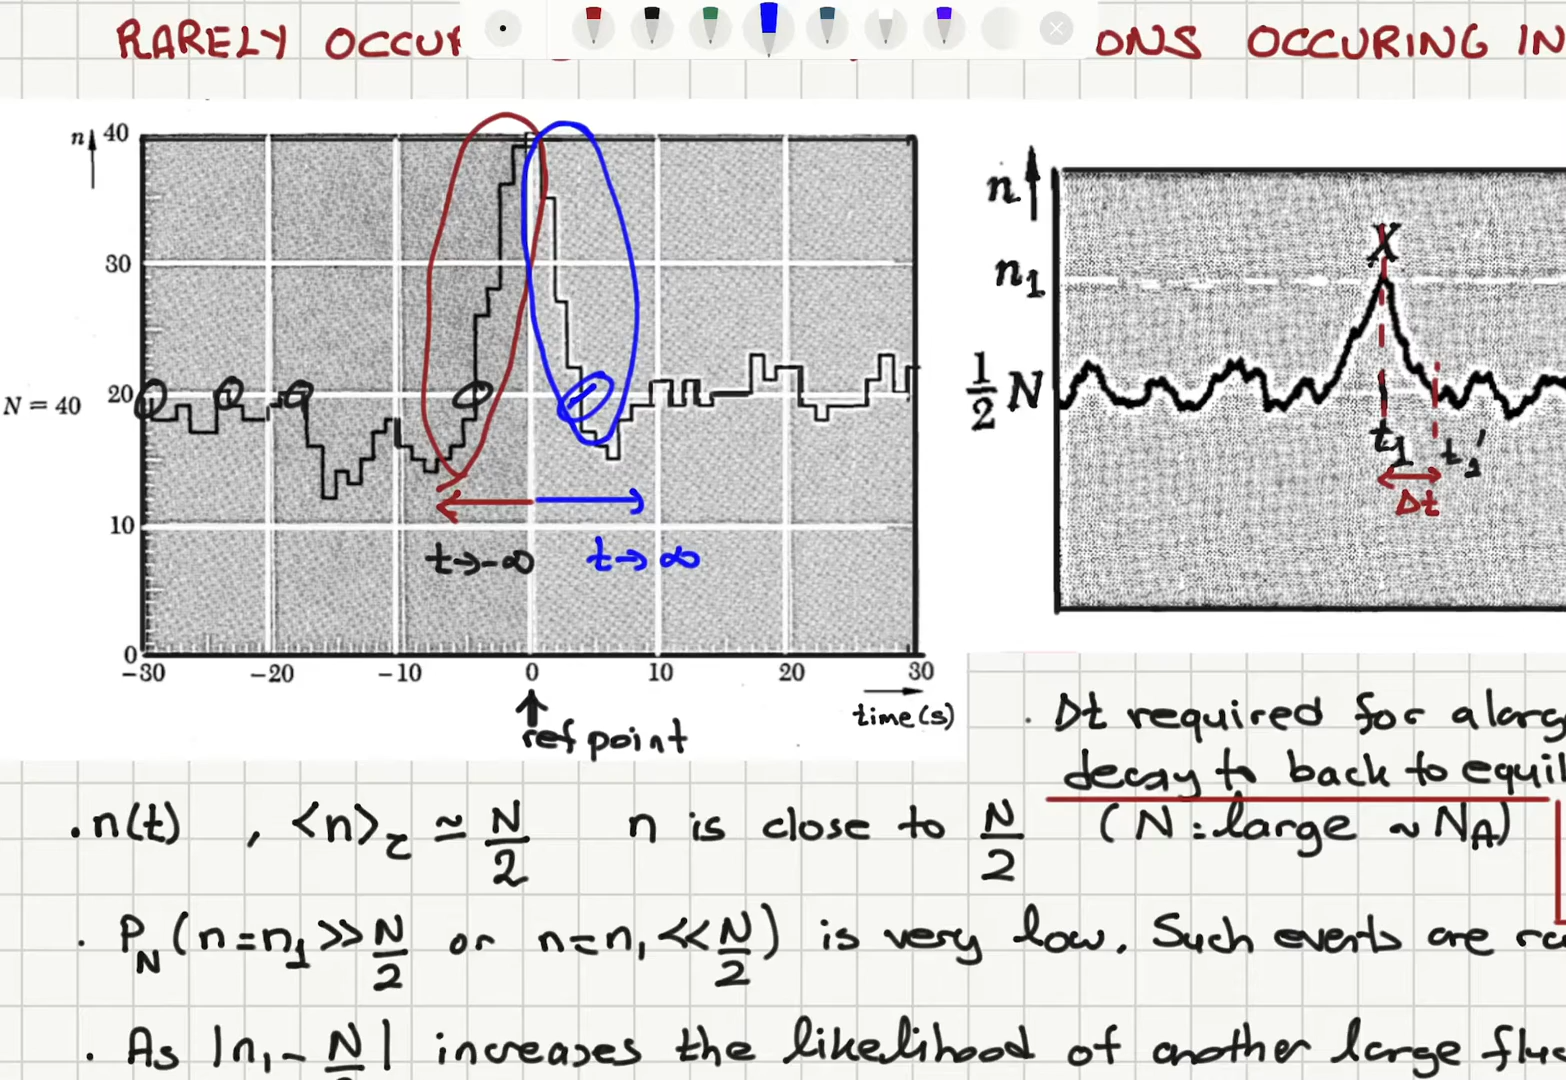 RARELY OCCUR
ONS OCCURING IN
n
40
30
20
10
0
N = 40
−30
−20
−10
0
10
20
30
t→-∞
t→∞
time(s)
ref point
n
n1
1/2 N
X
t1
t1'
Δt
· Δt required for a larg
decay to back to equil
· n(t) , <n>τ ≃ N/2 n is close to N/2 (N: large ~ NA)
· PN (n=n1 >> N/2 or n=n1 << N/2) is very low. Such events are ra
· As |n1 - N/2| increases the likelihood of another large fluc